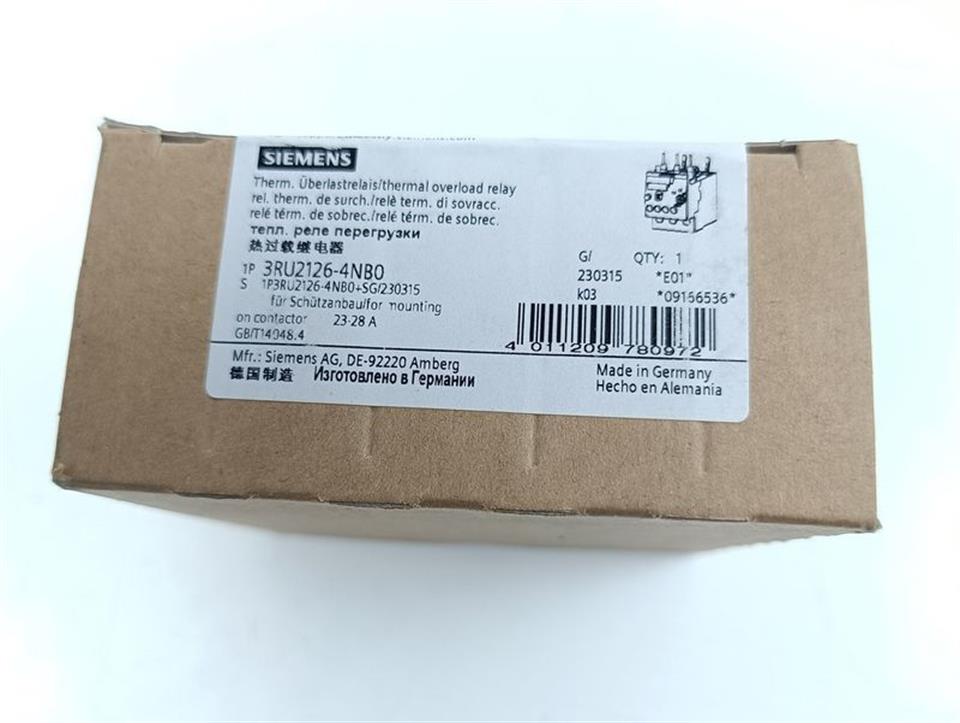 SIEMENS
Therm. Überlastrelais/thermal overload relay
rel. therm. de surch./relè term. di sovracc.
relé térm. de sobrec./relé térm. de sobrec.
тепл. реле перегрузки
热过载继电器
1P 3RU2126-4NB0
S 1P3RU2126-4NB0+SG/230315
für Schützanbau/for mounting
on contactor 23-28 A
GB/T14048.4
G/ QTY: 1
230315 *E01*
k03 *09156536*
4 011209 780972
Mfr.: Siemens AG, DE-92220 Amberg
德国制造 Изготовлено в Германии
Made in Germany
Hecho en Alemania